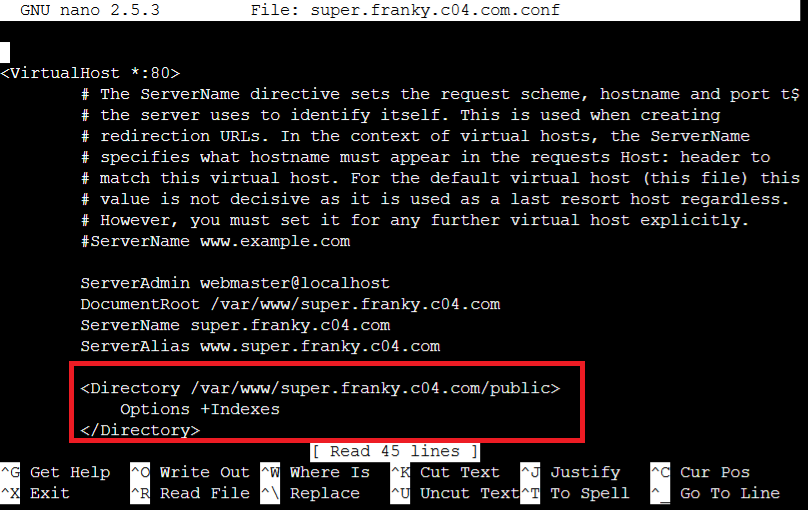 GNU nano 2.5.3 File: super.franky.c04.com.conf
<VirtualHost *:80>
# The ServerName directive sets the request scheme, hostname and port t$
# the server uses to identify itself. This is used when creating
# redirection URLs. In the context of virtual hosts, the ServerName
# specifies what hostname must appear in the requests Host: header to
# match this virtual host. For the default virtual host (this file) this
# value is not decisive as it is used as a last resort host regardless.
# However, you must set it for any further virtual host explicitly.
#ServerName www.example.com
ServerAdmin webmaster@localhost
DocumentRoot /var/www/super.franky.c04.com
ServerName super.franky.c04.com
ServerAlias www.super.franky.c04.com
<Directory /var/www/super.franky.c04.com/public>
Options +Indexes
</Directory>
[ Read 45 lines ]
^G Get Help ^O Write Out ^W Where Is ^K Cut Text ^J Justify ^C Cur Pos
^X Exit ^R Read File ^\ Replace ^U Uncut Text ^T To Spell ^_ Go To Line